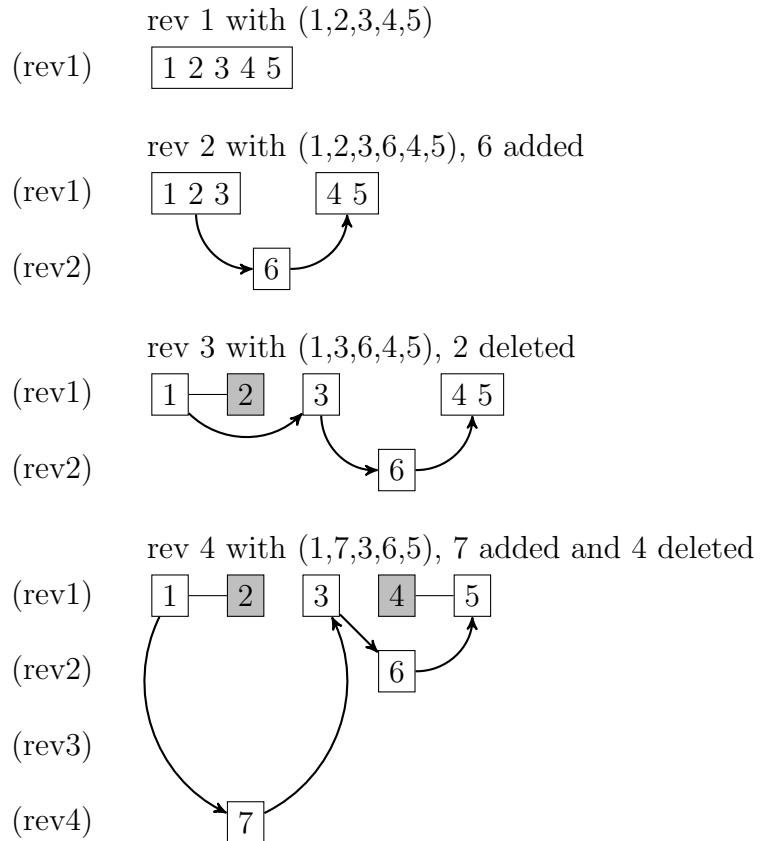 rev 1 with (1,2,3,4,5)
(rev1) 1 2 3 4 5
rev 2 with (1,2,3,6,4,5), 6 added
(rev1) 1 2 3 4 5
(rev2) 6
rev 3 with (1,3,6,4,5), 2 deleted
(rev1) 1 2 3 4 5
(rev2) 6
rev 4 with (1,7,3,6,5), 7 added and 4 deleted
(rev1) 1 2 3 4 5
(rev2) 6
(rev3)
(rev4) 7